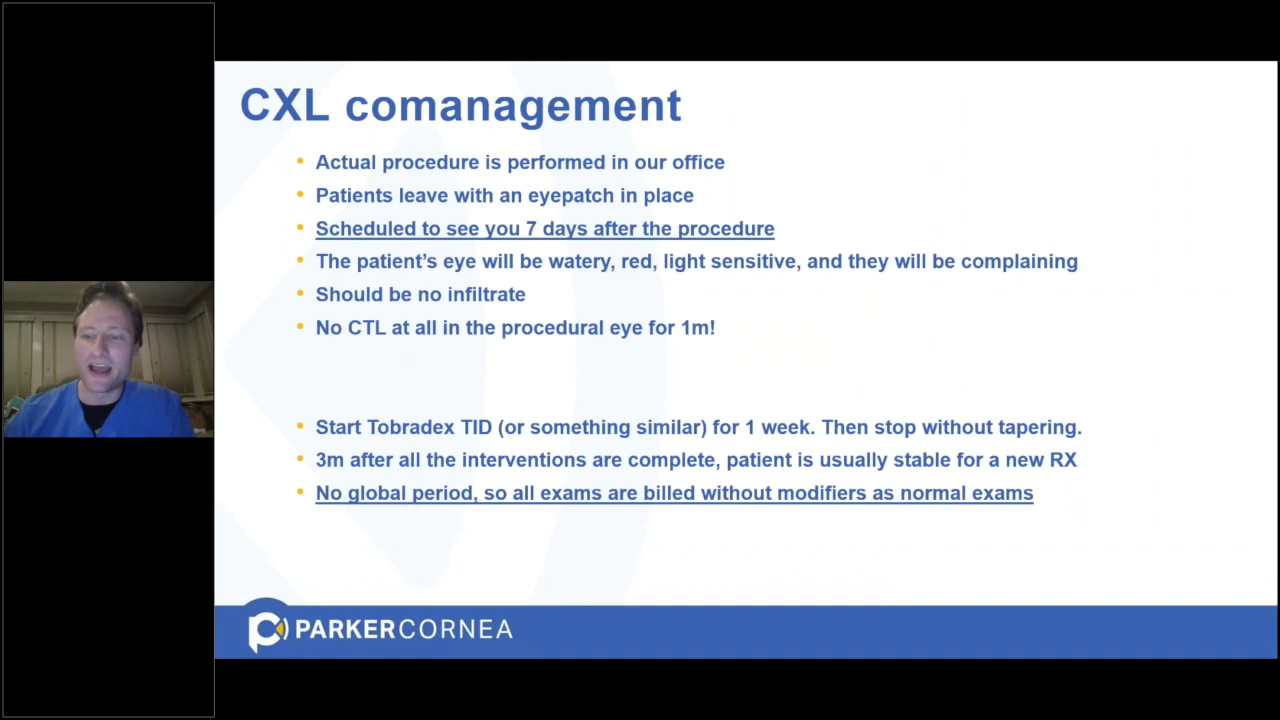 CXL comanagement
Actual procedure is performed in our office
Patients leave with an eyepatch in place
Scheduled to see you 7 days after the procedure
The patient's eye will be watery, red, light sensitive, and they will be complaining
Should be no infiltrate
No CTL at all in the procedural eye for 1m!
Start Tobradex TID (or something similar) for 1 week. Then stop without tapering.
3m after all the interventions are complete, patient is usually stable for a new RX
No global period, so all exams are billed without modifiers as normal exams
PARKERCORNEA